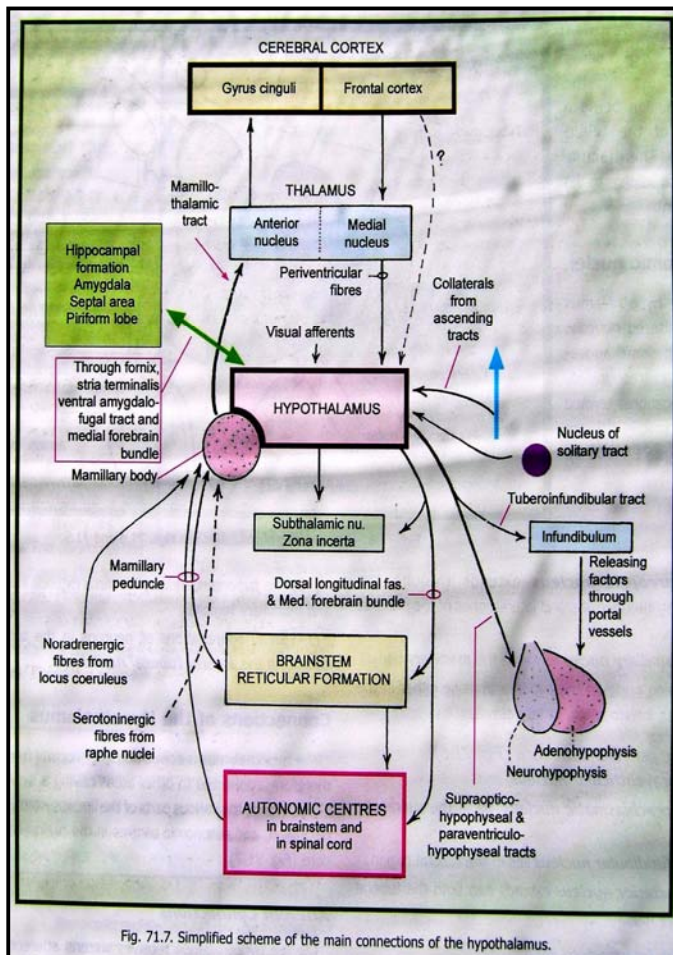 CEREBRAL CORTEX
Gyrus cinguli
Frontal cortex
?
Mamillo-
thalamic
tract
THALAMUS
Anterior
nucleus
Medial
nucleus
Hippocampal
formation
Amygdala
Septal area
Piriform lobe
Periventricular
fibres
Collaterals
from
ascending
tracts
Visual afferents
Through fornix,
stria terminalis
ventral amygdalo-
fugal tract and
medial forebrain
bundle
HYPOTHALAMUS
Nucleus of
solitary tract
Mamillary body
Tuberoinfundibular tract
Subthalamic nu.
Zona incerta
Infundibulum
Mamillary
peduncle
Dorsal longitudinal fas.
& Med. forebrain bundle
Releasing
factors
through
portal
vessels
Noradrenergic
fibres from
locus coeruleus
BRAINSTEM
RETICULAR FORMATION
Serotoninergic
fibres from
raphe nuclei
Adenohypophysis
Neurohypophysis
AUTONOMIC CENTRES
in brainstem and
in spinal cord
Supraoptico-
hypophyseal &
paraventriculo-
hypophyseal tracts
Fig. 71.7. Simplified scheme of the main connections of the hypothalamus.